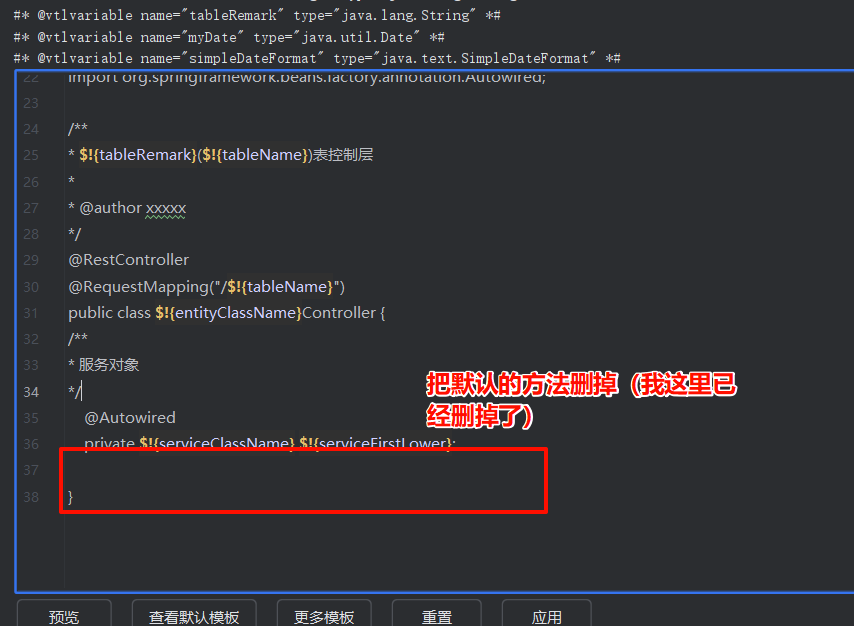 #* @vtlvariable name="tableRemark" type="java.lang.String" *#
#* @vtlvariable name="myDate" type="java.util.Date" *#
#* @vtlvariable name="simpleDateFormat" type="java.text.SimpleDateFormat" *#
22 import org.springframework.beans.factory.annotation.Autowired;
23
24 /**
25 * $!{tableRemark}($!{tableName})表控制层
26 *
27 * @author xxxxx
28 */
29 @RestController
30 @RequestMapping("/$!{tableName}")
31 public class $!{entityClassName}Controller {
32 /**
33 * 服务对象
34 */
35 @Autowired
36 private $!{serviceClassName} $!{serviceFirstLower};
37
38 }
把默认的方法删掉（我这里已
经删掉了）
预览 查看默认模板 更多模板 重置 应用